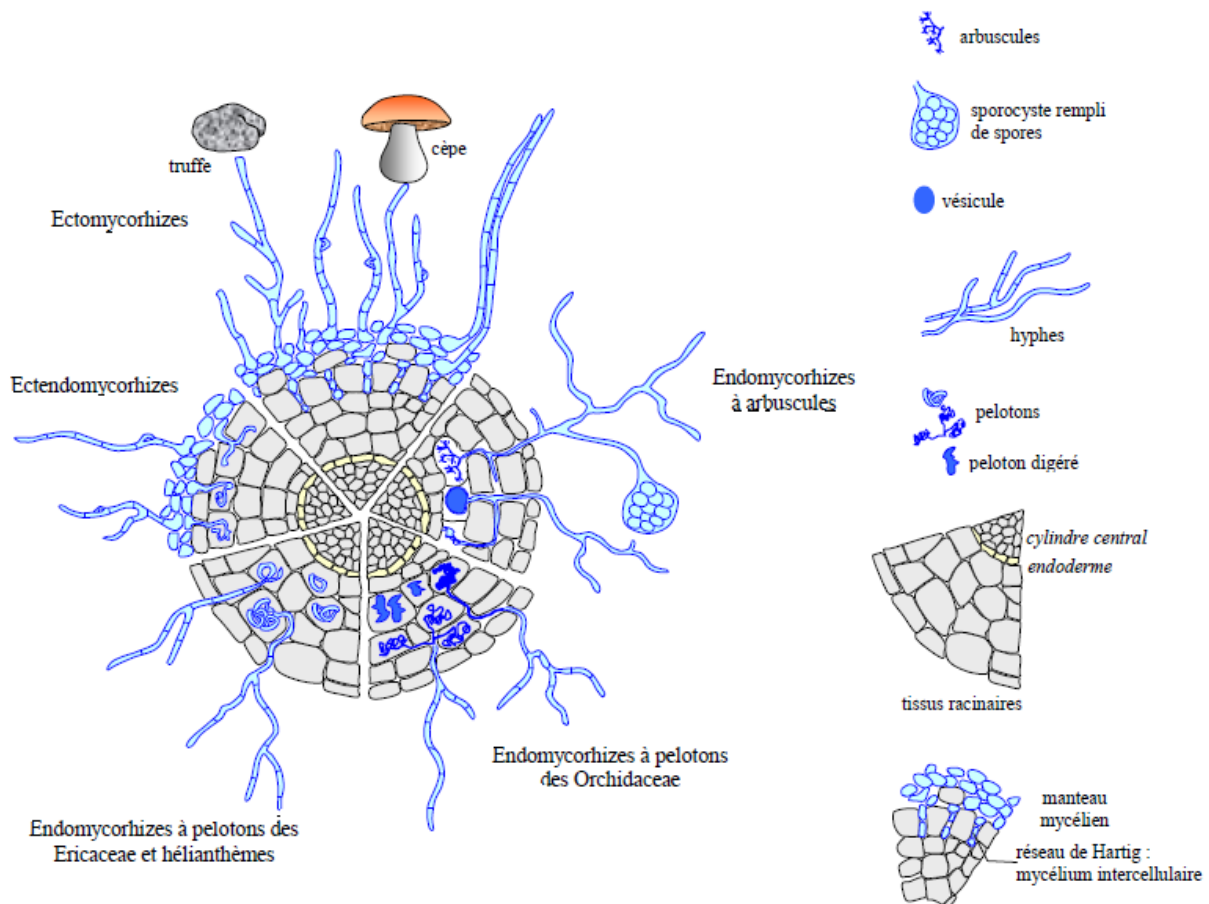 truffe
cèpe
Ectomycorhizes
Ectendomycorhizes
Endomycorhizes
à arbuscules
Endomycorhizes à pelotons
des Orchidaceae
Endomycorhizes à pelotons des
Ericaceae et hélianthèmes
arbuscules
sporocyste rempli
de spores
vésicule
hyphes
pelotons
peloton digéré
cylindre central
endoderme
tissus racinaires
manteau
mycélien
réseau de Hartig :
mycélium intercellulaire